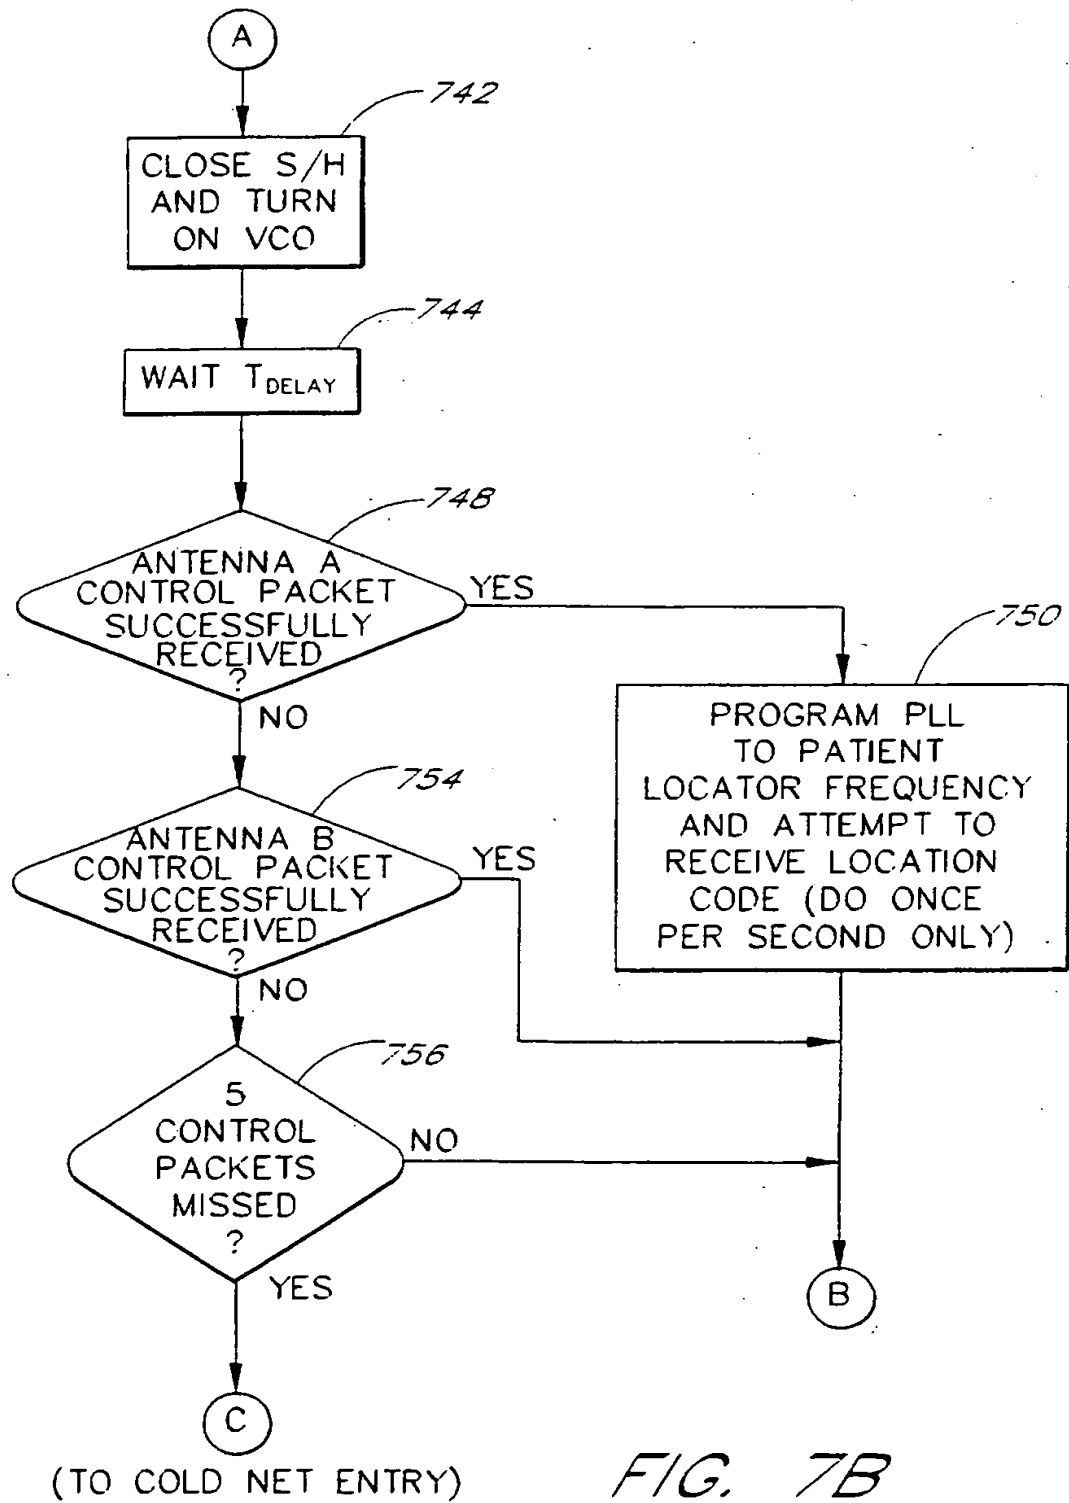 A
742
CLOSE S/H
AND TURN
ON VCO
744
WAIT TDELAY
748
ANTENNA A
CONTROL PACKET
SUCCESSFULLY
RECEIVED
?
YES
NO
750
PROGRAM PLL
TO PATIENT
LOCATOR FREQUENCY
AND ATTEMPT TO
RECEIVE LOCATION
CODE (DO ONCE
PER SECOND ONLY)
754
ANTENNA B
CONTROL PACKET
SUCCESSFULLY
RECEIVED
?
YES
NO
756
5
CONTROL
PACKETS
MISSED
?
NO
YES
B
C
(TO COLD NET ENTRY)
FIG. 7B